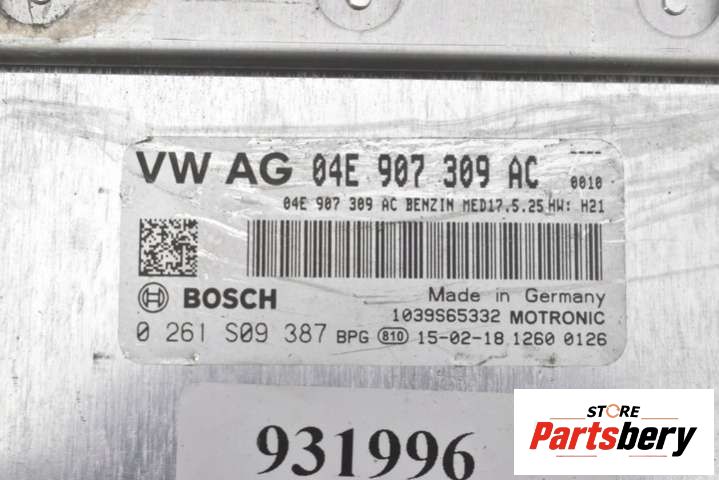 VW AG 04E 907 309 AC ---- 0010
04E 907 309 AC BENZIN MED17.5.25 HW: H21
BOSCH Made in Germany
1039S65332 MOTRONIC
0 261 S09 387 BPG 810 15-02-18 1260 0126
931996
STORE
Partsbery